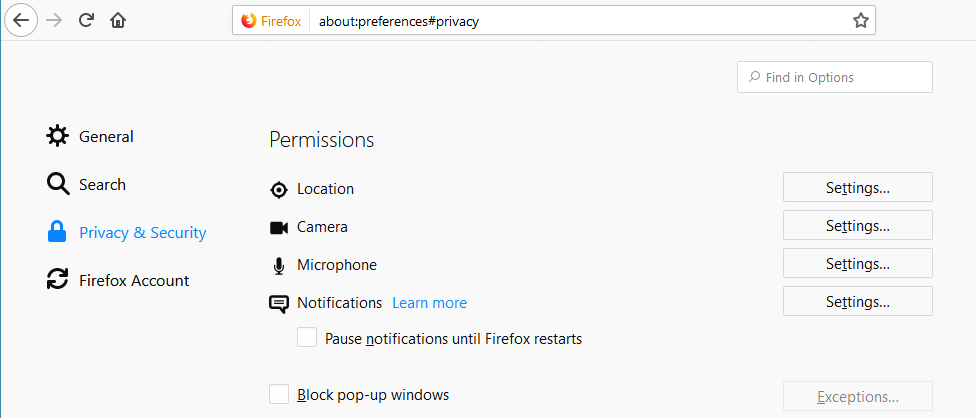 Firefox about:preferences#privacy
Find in Options
General
Search
Privacy & Security
Firefox Account
Permissions
Location Settings...
Camera Settings...
Microphone Settings...
Notifications Learn more Settings...
Pause notifications until Firefox restarts
Block pop-up windows Exceptions...